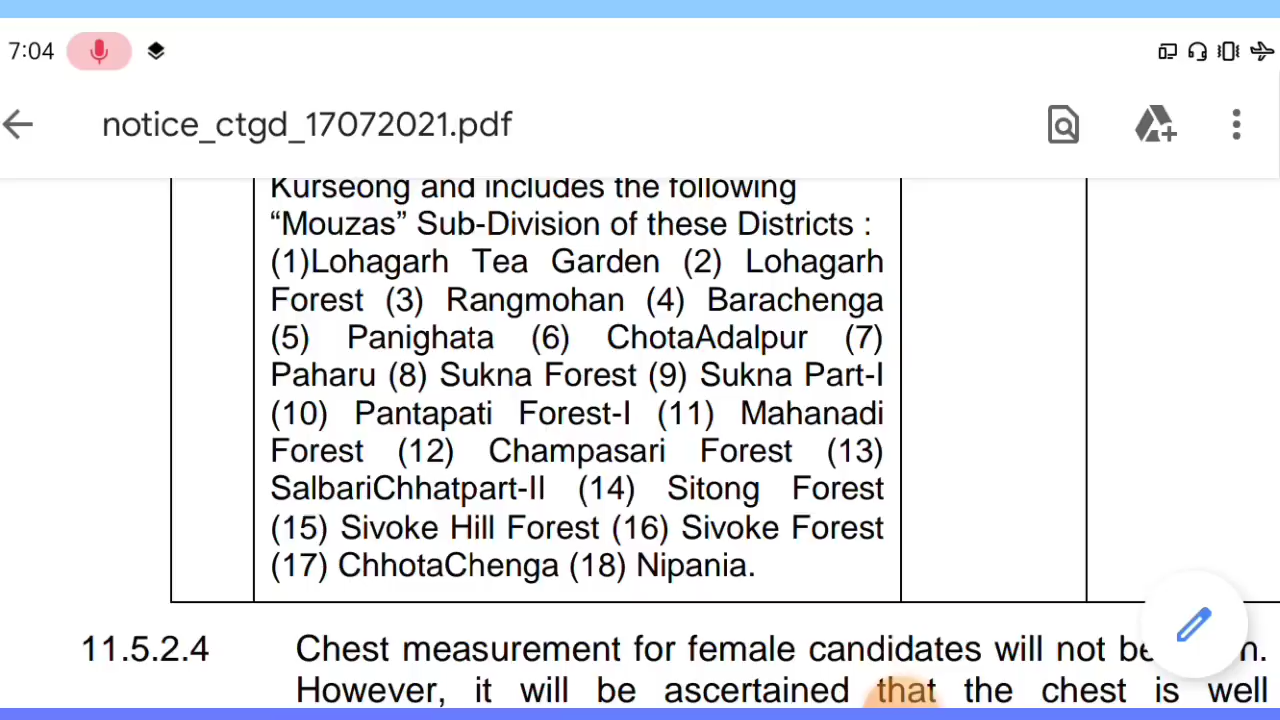 7:04
notice_ctgd_17072021.pdf
Kurseong and includes the following
“Mouzas” Sub-Division of these Districts :
(1)Lohagarh Tea Garden (2) Lohagarh
Forest (3) Rangmohan (4) Barachenga
(5) Panighata (6) ChotaAdalpur (7)
Paharu (8) Sukna Forest (9) Sukna Part-I
(10) Pantapati Forest-I (11) Mahanadi
Forest (12) Champasari Forest (13)
SalbariChhatpart-II (14) Sitong Forest
(15) Sivoke Hill Forest (16) Sivoke Forest
(17) ChhotaChenga (18) Nipania.
11.5.2.4 Chest measurement for female candidates will not be
However, it will be ascertained that the chest is well